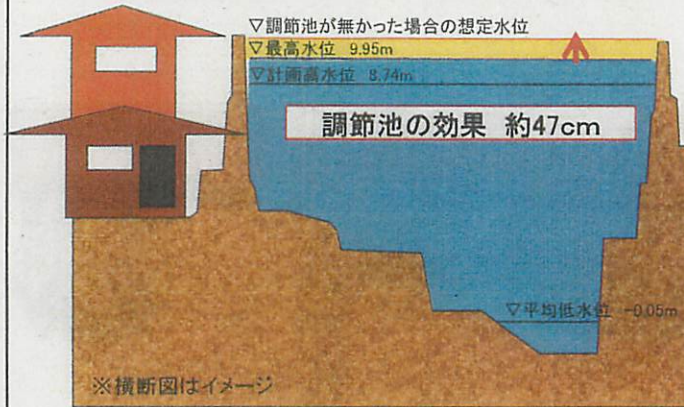 ▽調節池が無かった場合の想定水位
▽最高水位 9.95m
▽計画高水位 8.74m
調節池の効果 約47cm
▽平均低水位 -0.05m
※横断図はイメージ